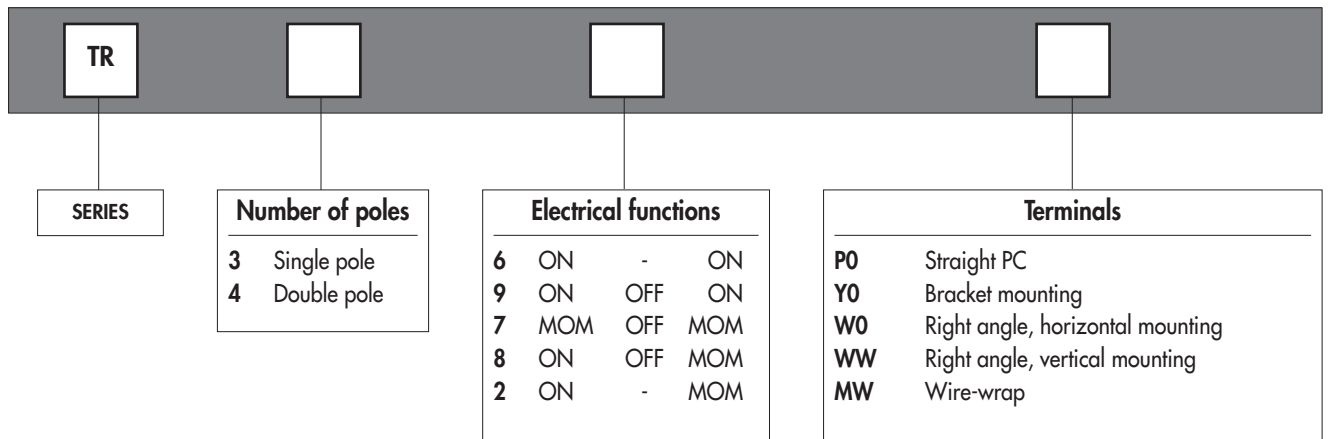 TR
SERIES
Number of poles
3 Single pole
4 Double pole
Electrical functions
6 ON - ON
9 ON OFF ON
7 MOM OFF MOM
8 ON OFF MOM
2 ON - MOM
Terminals
P0 Straight PC
Y0 Bracket mounting
W0 Right angle, horizontal mounting
WW Right angle, vertical mounting
MW Wire-wrap